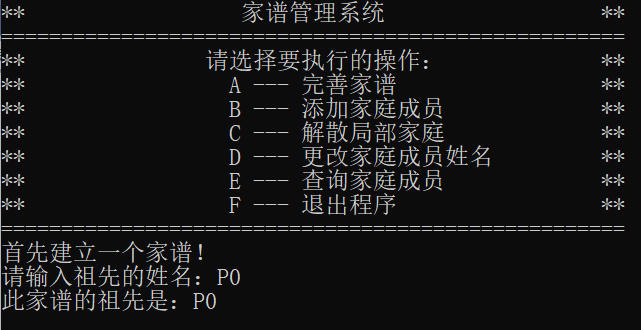 ** 家谱管理系统 **
====================================================
** 请选择要执行的操作： **
** A --- 完善家谱 **
** B --- 添加家庭成员 **
** C --- 解散局部家庭 **
** D --- 更改家庭成员姓名 **
** E --- 查询家庭成员 **
** F --- 退出程序 **
====================================================
首先建立一个家谱！
请输入祖先的姓名：P0
此家谱的祖先是：P0